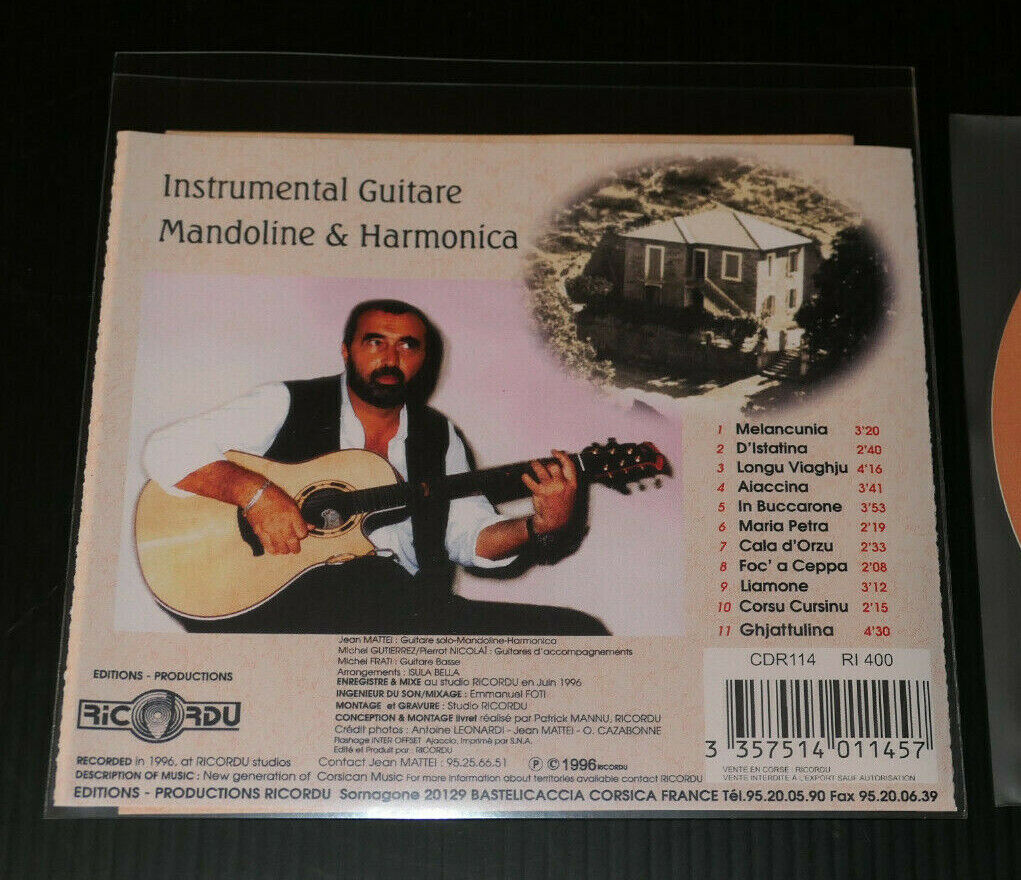 Instrumental Guitare
Mandoline & Harmonica
1 Melancunia 3'20
2 D'Istatina 2'40
3 Longu Viaghju 4'16
4 Aiaccina 3'41
5 In Buccarone 3'53
6 Maria Petra 2'19
7 Cala d'Orzu 2'33
8 Foc' a Ceppa 2'08
9 Liamone 3'12
10 Corsu Cursinu 2'15
11 Ghjattulina 4'30
Jean MATTEI : Guitare solo-Mandoline-Harmonica
Michel GUTIERREZ/Pierrot NICOLAÏ : Guitares d'accompagnements
Michel FRATI : Guitare Basse
Arrangements : ISULA BELLA
ENREGISTRE & MIXE au studio RICORDU en Juin 1996
INGENIEUR DU SON/MIXAGE : Emmanuel FOTI
MONTAGE et GRAVURE : Studio RICORDU
CONCEPTION & MONTAGE livret réalisé par Patrick MANNU, RICORDU
Crédit photos : Antoine LEONARDI - Jean MATTEI - O. CAZABONNE
Flashage INTER OFFSET Ajaccio, Imprimé par S.N.A.
Edité et Produit par : RICORDU
EDITIONS - PRODUCTIONS
RICORDU
CDR114 RI 400
3 357514 011457
VENTE EN CORSE : RICORDU
VENTE INTERDITE A L'EXPORT SAUF AUTORISATION
RECORDED in 1996, at RICORDU studios Contact Jean MATTEI : 95.25.66.51 Ⓟ © 1996 RICORDU
DESCRIPTION OF MUSIC : New generation of Corsican Music For more information about territories available contact RICORDU
EDITIONS - PRODUCTIONS RICORDU Sornagone 20129 BASTELICACCIA CORSICA FRANCE Tél.95.20.05.90 Fax 95.20.06.39